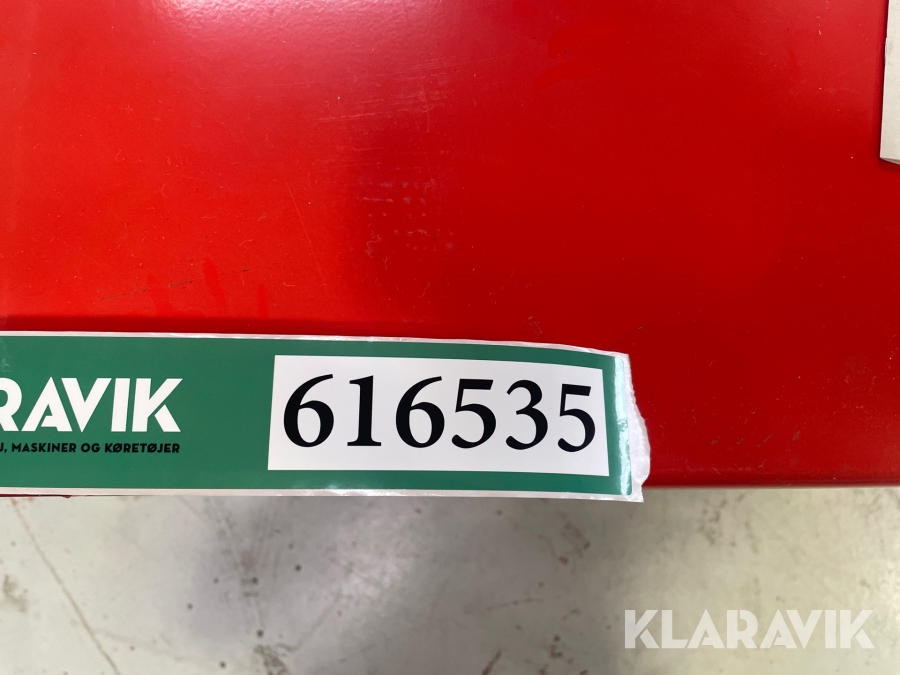 RAVIK
616535
, MASKINER OG KØRETØJER
KLARAVIK